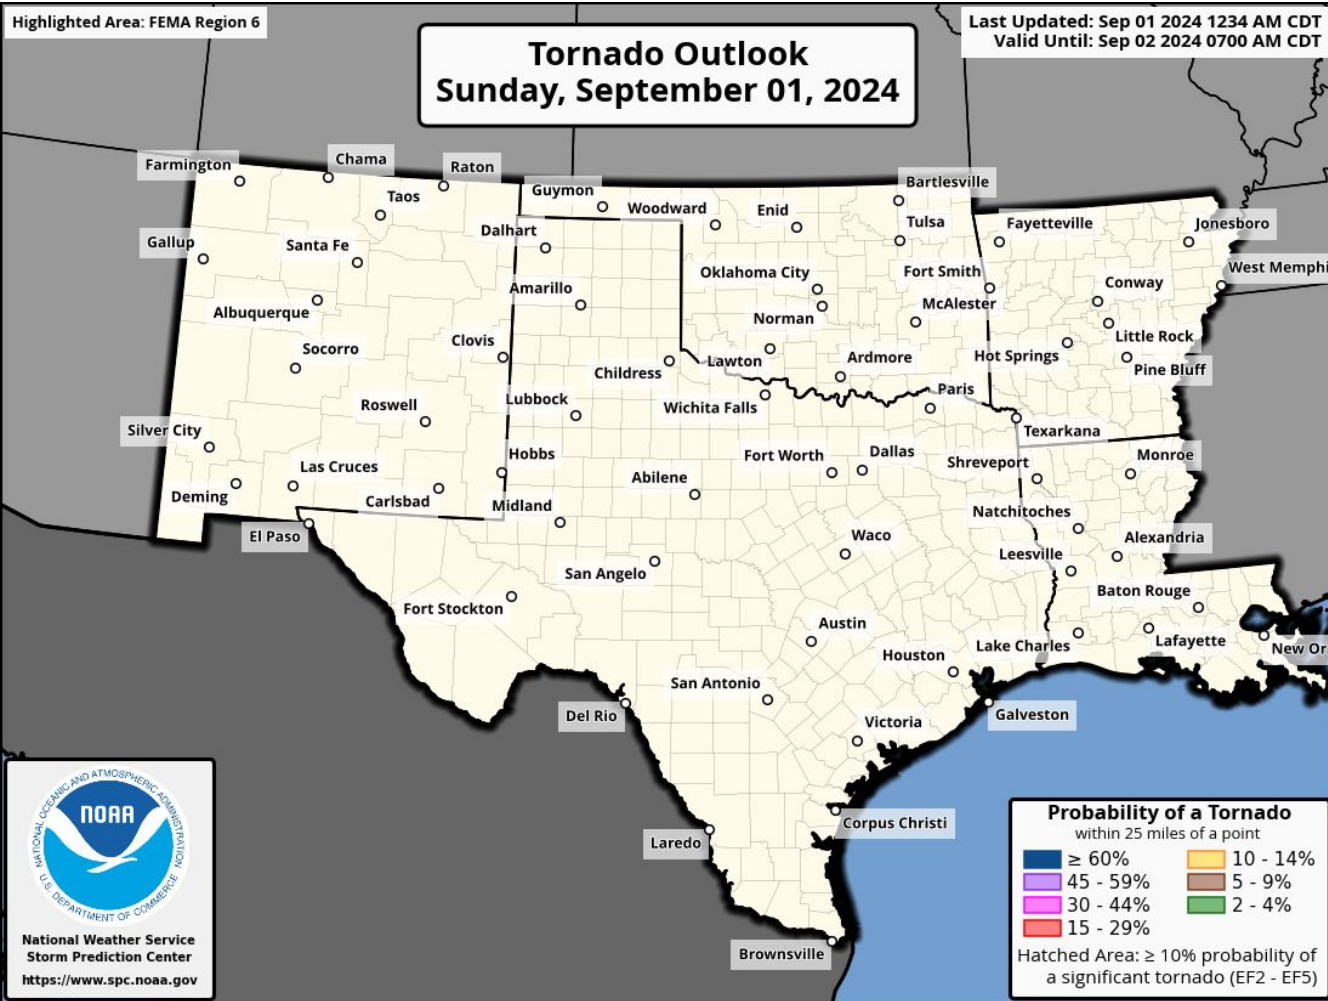 Highlighted Area: FEMA Region 6
Last Updated: Sep 01 2024 1234 AM CDT
Valid Until: Sep 02 2024 0700 AM CDT
Tornado Outlook
Sunday, September 01, 2024
Farmington
Chama
Raton
Taos
Guymon
Woodward
Enid
Bartlesville
Tulsa
Fayetteville
Jonesboro
Gallup
Santa Fe
Dalhart
Oklahoma City
Fort Smith
West Memphi
Amarillo
Conway
Albuquerque
Norman
McAlester
Socorro
Clovis
Little Rock
Childress
Lawton
Ardmore
Hot Springs
Pine Bluff
Roswell
Lubbock
Wichita Falls
Paris
Silver City
Texarkana
Las Cruces
Hobbs
Fort Worth
Dallas
Shreveport
Monroe
Deming
Carlsbad
Midland
Abilene
Natchitoches
El Paso
Waco
Leesville
Alexandria
San Angelo
Baton Rouge
Fort Stockton
Austin
Lake Charles
Lafayette
New Or
Houston
San Antonio
Del Rio
Victoria
Galveston
Corpus Christi
Laredo
Brownsville
NATIONAL OCEANIC AND ATMOSPHERIC ADMINISTRATION
NOAA
U.S. DEPARTMENT OF COMMERCE
National Weather Service
Storm Prediction Center
https://www.spc.noaa.gov
Probability of a Tornado
within 25 miles of a point
≥ 60% 10 - 14%
45 - 59% 5 - 9%
30 - 44% 2 - 4%
15 - 29%
Hatched Area: ≥ 10% probability of
a significant tornado (EF2 - EF5)